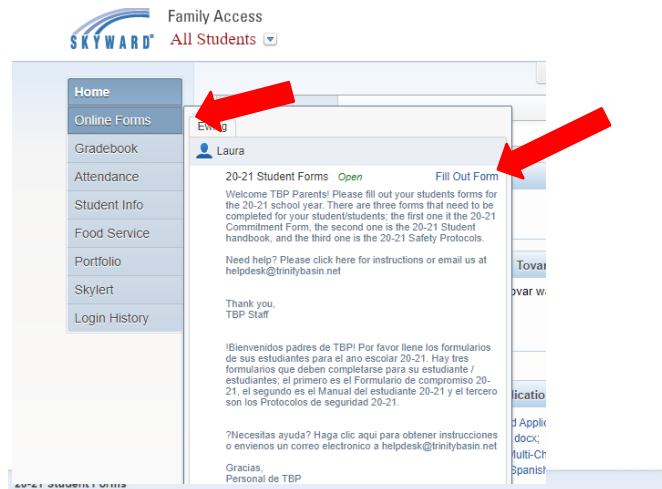 Family Access
SKYWARD®
All Students
Home
Online Forms
Gradebook
Attendance
Student Info
Food Service
Portfolio
Skylert
Login History
Laura
20-21 Student Forms Open Fill Out Form
Welcome TBP Parents! Please fill out your students forms for
the 20-21 school year. There are three forms that need to be
completed for your student/students; the first one it the 20-21
Commitment Form, the second one is the 20-21 Student
handbook, and the third one is the 20-21 Safety Protocols.
Need help? Please click here for instructions or email us at
helpdesk@trinitybasin.net
Thank you,
TBP Staff
!Bienvenidos padres de TBP! Por favor llene los formularios
de sus estudiantes para el ano escolar 20-21. Hay tres
formularios que deben completarse para su estudiante /
estudiantes; el primero es el Formulario de compromiso 20-
21, el segundo es el Manual del estudiante 20-21 y el tercero
son los Protocolos de seguridad 20-21.
?Necesitas ayuda? Haga clic aqui para obtener instrucciones
o envienos un correo electronico a helpdesk@trinitybasin.net
Gracias,
Personal de TBP
Tovar
ovar wa
licatio
d Applic
.docx;
Multi-Ch
Spanish
20-21 Student Forms